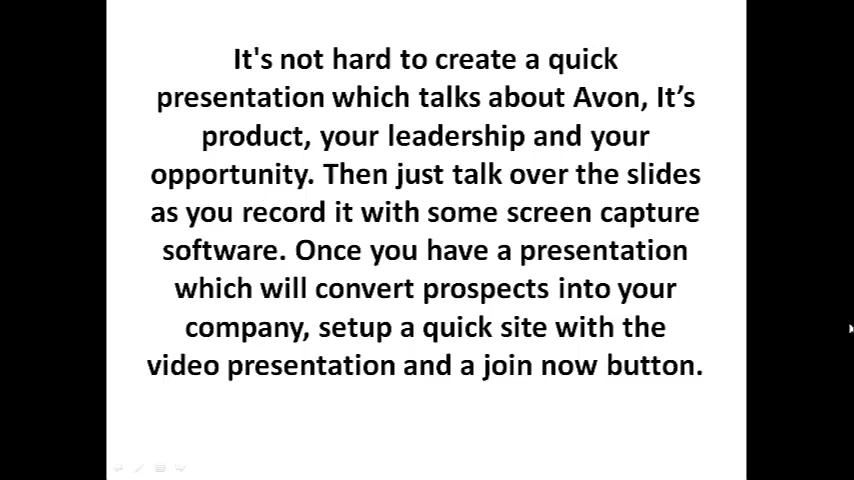 It's not hard to create a quick
presentation which talks about Avon, It’s
product, your leadership and your
opportunity. Then just talk over the slides
as you record it with some screen capture
software. Once you have a presentation
which will convert prospects into your
company, setup a quick site with the
video presentation and a join now button.